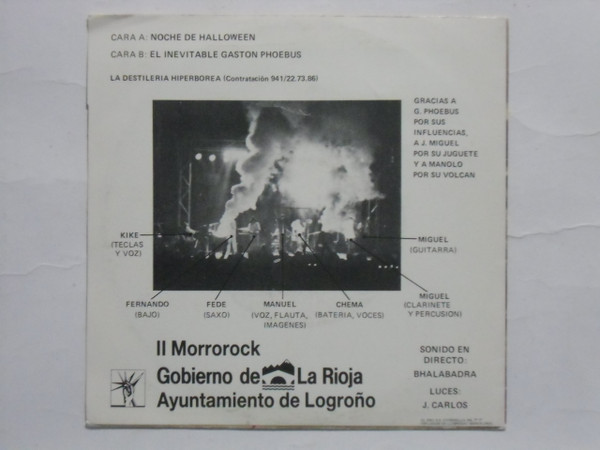 CARA A: NOCHE DE HALLOWEEN
CARA B: EL INEVITABLE GASTON PHOEBUS
LA DESTILERIA HIPERBOREA (Contratación 941/22.73.86)
GRACIAS A
G. PHOEBUS
POR SUS
INFLUENCIAS,
A J. MIGUEL
POR SU JUGUETE
Y A MANOLO
POR SU VOLCAN
KIKE
(TECLAS
Y VOZ)
MIGUEL
(GUITARRA)
FERNANDO
(BAJO)
FEDE
(SAXO)
MANUEL
(VOZ, FLAUTA,
IMAGENES)
CHEMA
(BATERIA, VOCES)
MIGUEL
(CLARINETE
Y PERCUSION)
II Morrorock
Gobierno de La Rioja
Ayuntamiento de Logroño
SONIDO EN
DIRECTO:
BHALABADRA
LUCES:
J. CARLOS